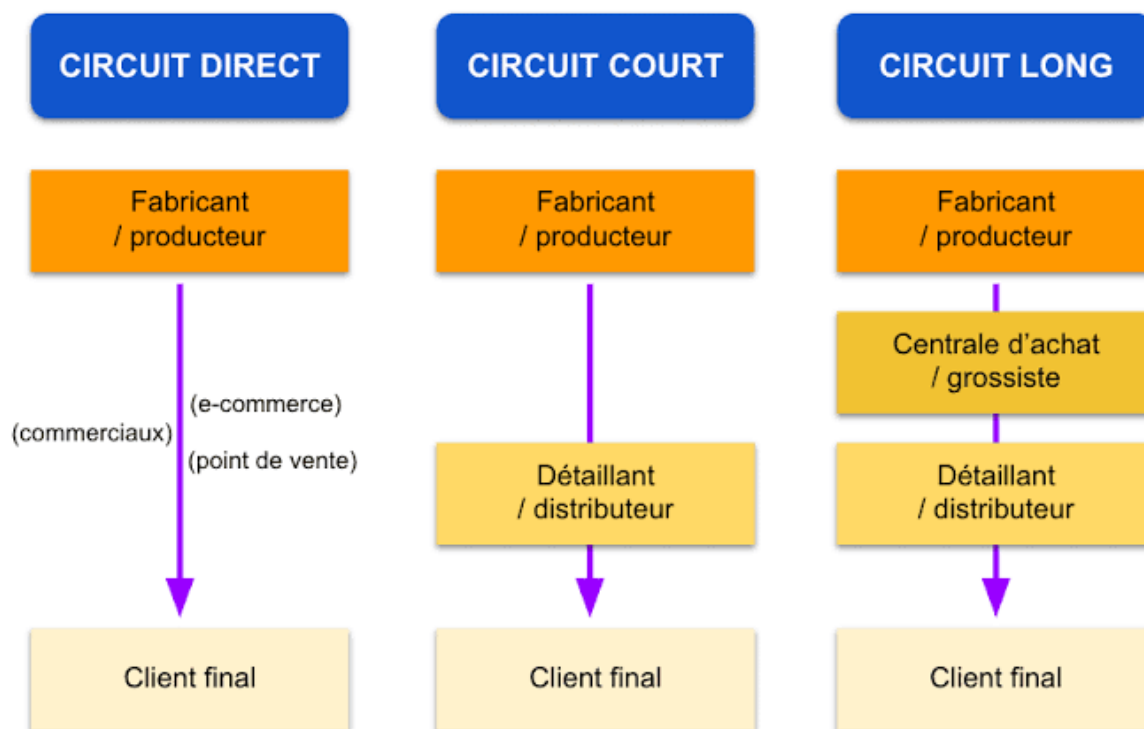 CIRCUIT DIRECT
Fabricant
/ producteur
(e-commerce)
(commerciaux)
(point de vente)
Client final
CIRCUIT COURT
Fabricant
/ producteur
Détaillant
/ distributeur
Client final
CIRCUIT LONG
Fabricant
/ producteur
Centrale d'achat
/ grossiste
Détaillant
/ distributeur
Client final